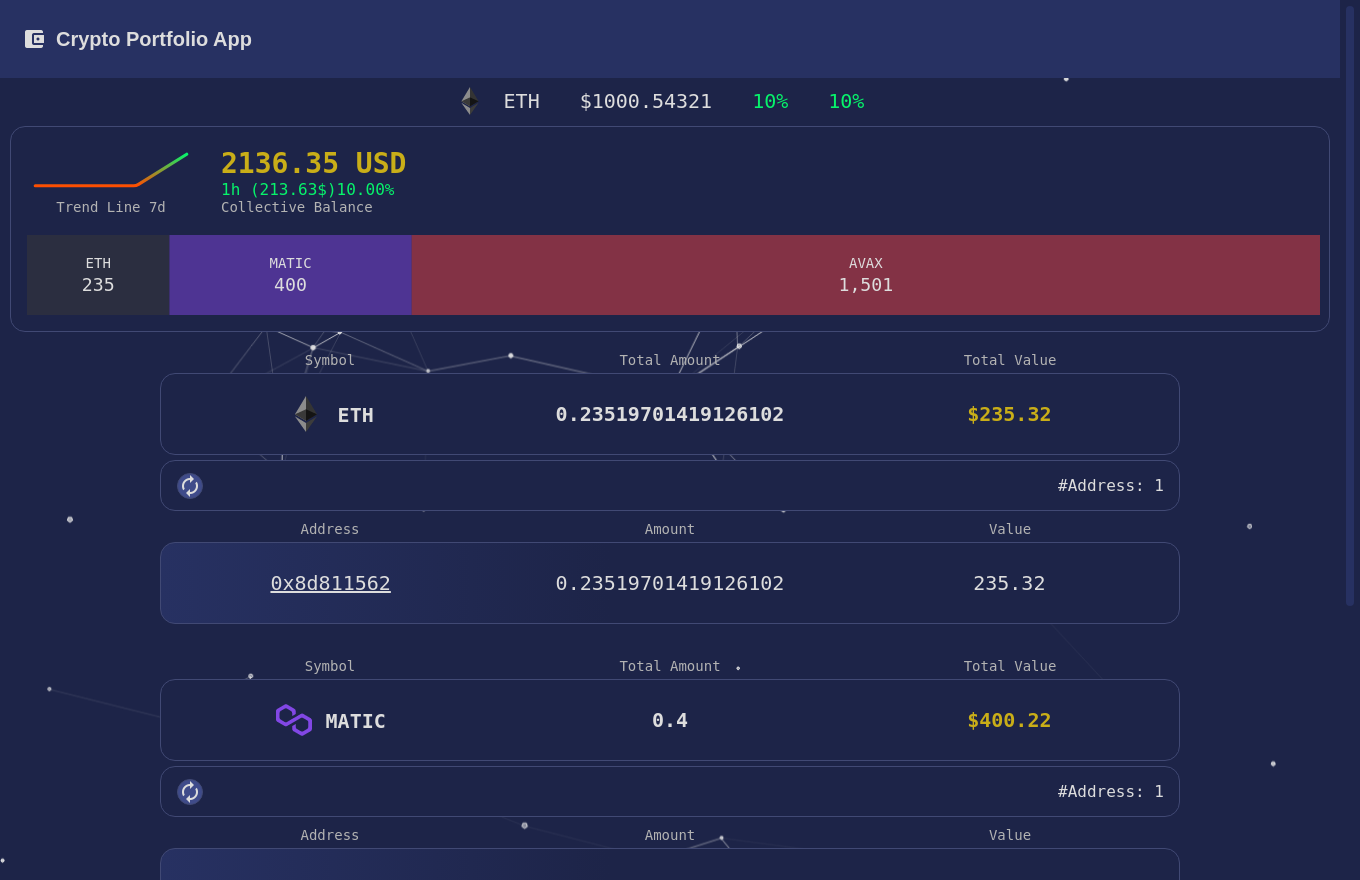 Crypto Portfolio App
ETH $1000.54321 10% 10%
2136.35 USD
1h (213.63$)10.00%
Trend Line 7d Collective Balance
ETH MATIC AVAX
235 400 1,501
Symbol Total Amount Total Value
ETH 0.23519701419126102 $235.32
#Address: 1
Address Amount Value
0x8d811562 0.23519701419126102 235.32
Symbol Total Amount Total Value
MATIC 0.4 $400.22
#Address: 1
Address Amount Value